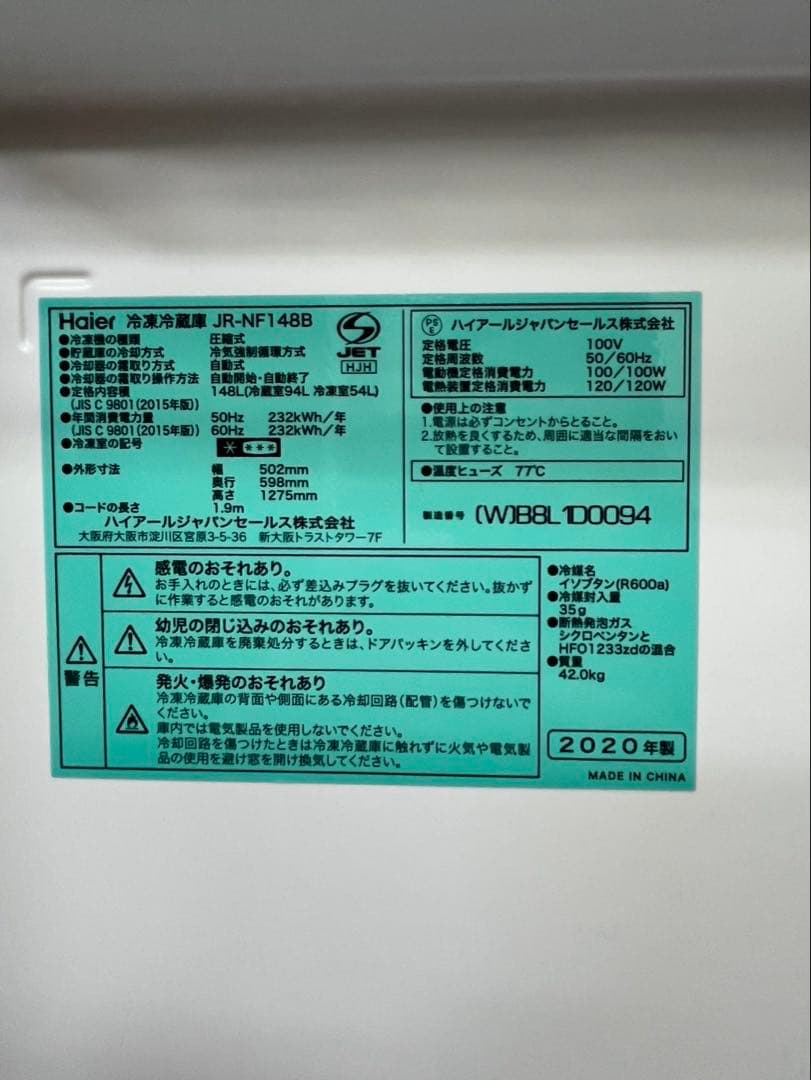 Haier 冷凍冷蔵庫 JR-NF148B
●冷凍機の種類 圧縮式
●貯蔵庫の冷却方式 冷気強制循環方式
●冷却器の霜取り方式 自動式
●冷却器の霜取り操作方法 自動開始・自動終了
●定格内容積 148L(冷蔵室94L 冷凍室54L)
(JIS C 9801(2015年版))
●年間消費電力量 50Hz 232kWh/年
(JIS C 9801(2015年版)) 60Hz 232kWh/年
●冷凍室の記号
●外形寸法 幅 502mm
奥行 598mm
高さ 1275mm
●コードの長さ 1.9m
ハイアールジャパンセールス株式会社
大阪府大阪市淀川区宮原3-5-36 新大阪トラストタワー7F
JET
HJH
PSE ハイアールジャパンセールス株式会社
定格電圧 100V
定格周波数 50/60Hz
電動機定格消費電力 100/100W
電熱装置定格消費電力 120/120W
●使用上の注意
1.電源は必ずコンセントからとること。
2.放熱を良くするため、周囲に適当な間隔をおい
て設置すること。
●温度ヒューズ 77℃
製造番号 (W)B8L1D0094
警告
感電のおそれあり。
お手入れのときには、必ず差込みプラグを抜いてください。抜かず
に作業すると感電のおそれがあります。
幼児の閉じ込みのおそれあり。
冷凍冷蔵庫を廃棄処分するときは、ドアパッキンを外してくださ
い。
発火・爆発のおそれあり
冷凍冷蔵庫の背面や側面にある冷却回路(配管)を傷つけないで
ください。
庫内では電気製品を使用しないでください。
冷却回路を傷つけたときは冷凍冷蔵庫に触れずに火気や電気製
品の使用を避け窓を開け換気してください。
●冷媒名
イソブタン(R600a)
●冷媒封入量
35g
●断熱発泡ガス
シクロペンタンと
HFO1233zdの混合
●質量
42.0kg
2020年製
MADE IN CHINA